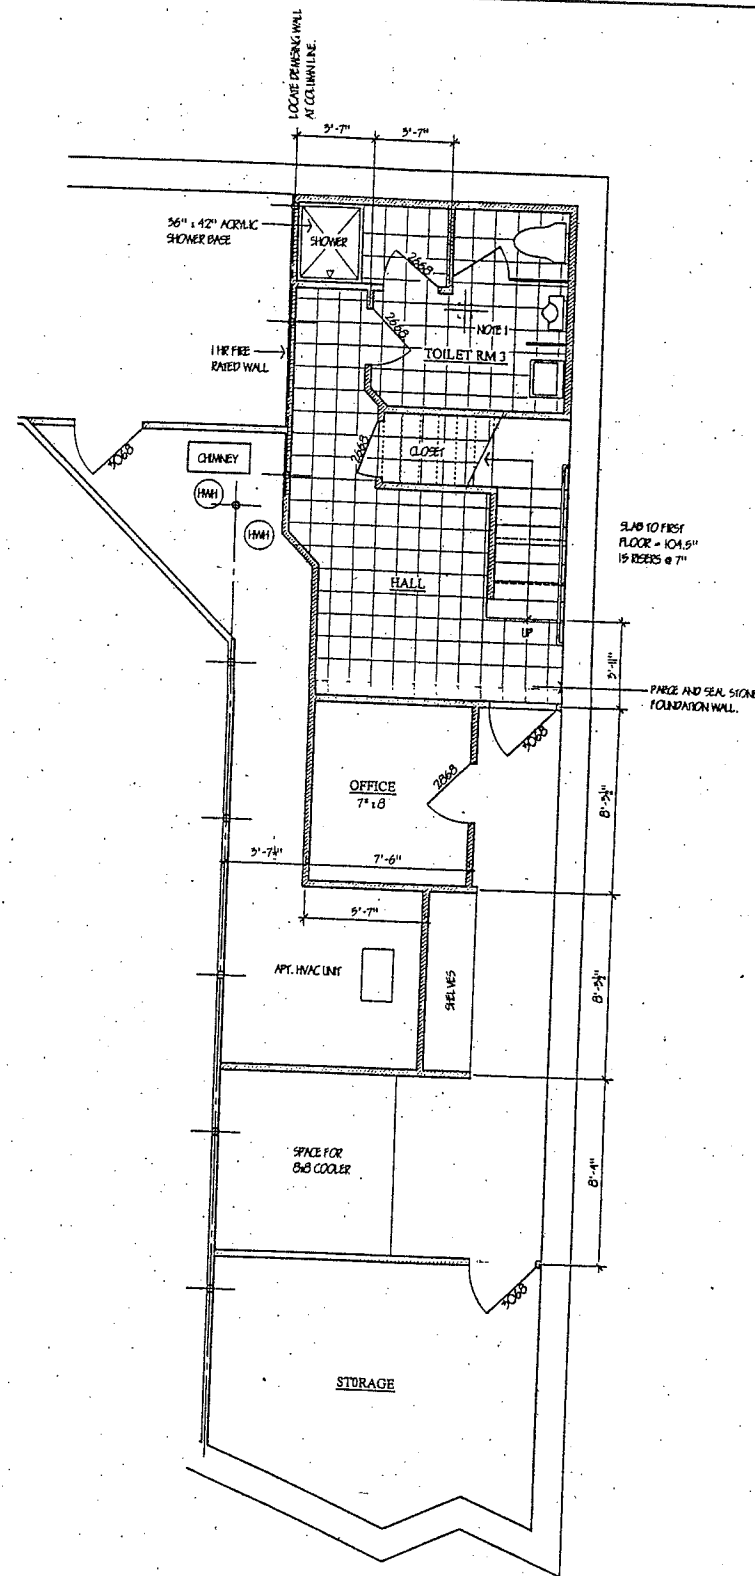 LOCATE DEMISING WALL
AT COLUMN LINE.
3'-7"
3'-7"
36" x 42" ACRYLIC
SHOWER BASE
SHOWER
2668
NOTE 1
2668
1 HR FIRE
RATED WALL
TOILET RM 3
3068
CHIMNEY
2668
CLOSET
HWH
HWH
SLAB TO FIRST
FLOOR = 104.5"
15 RISERS @ 7"
HALL
UP
3'-11"
PARGE AND SEAL STONE
FOUNDATION WALL.
3068
OFFICE
7'x8
2868
8'-3½"
3'-7¼"
7'-6"
5'-7"
APT. HVAC UNIT
SHELVES
8'-3½"
SPACE FOR
8x8 COOLER
8'-4"
3068
STORAGE